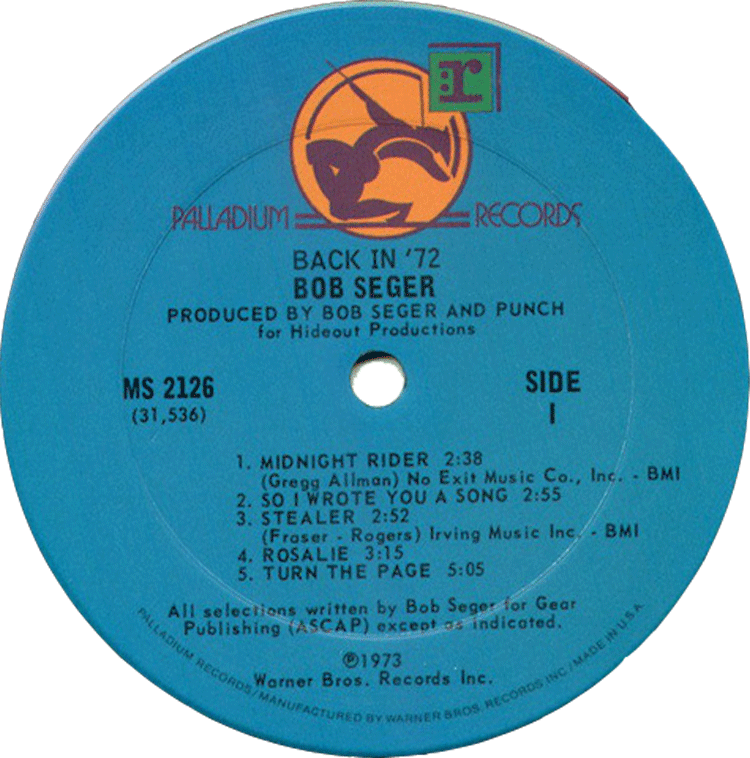 r
PALLADIUM RECORDS
BACK IN '72
BOB SEGER
PRODUCED BY BOB SEGER AND PUNCH
for Hideout Productions
MS 2126
(31,536)
SIDE
1
1. MIDNIGHT RIDER 2:38
(Gregg Allman) No Exit Music Co., Inc. - BMI
2. SO I WROTE YOU A SONG 2:55
3. STEALER 2:52
(Fraser - Rogers) Irving Music Inc. - BMI
4. ROSALIE 3:15
5. TURN THE PAGE 5:05
All selections written by Bob Seger for Gear
Publishing (ASCAP) except as indicated.
℗1973
Warner Bros. Records Inc.
PALLADIUM RECORDS/MANUFACTURED BY WARNER BROS. RECORDS INC./MADE IN U.S.A.